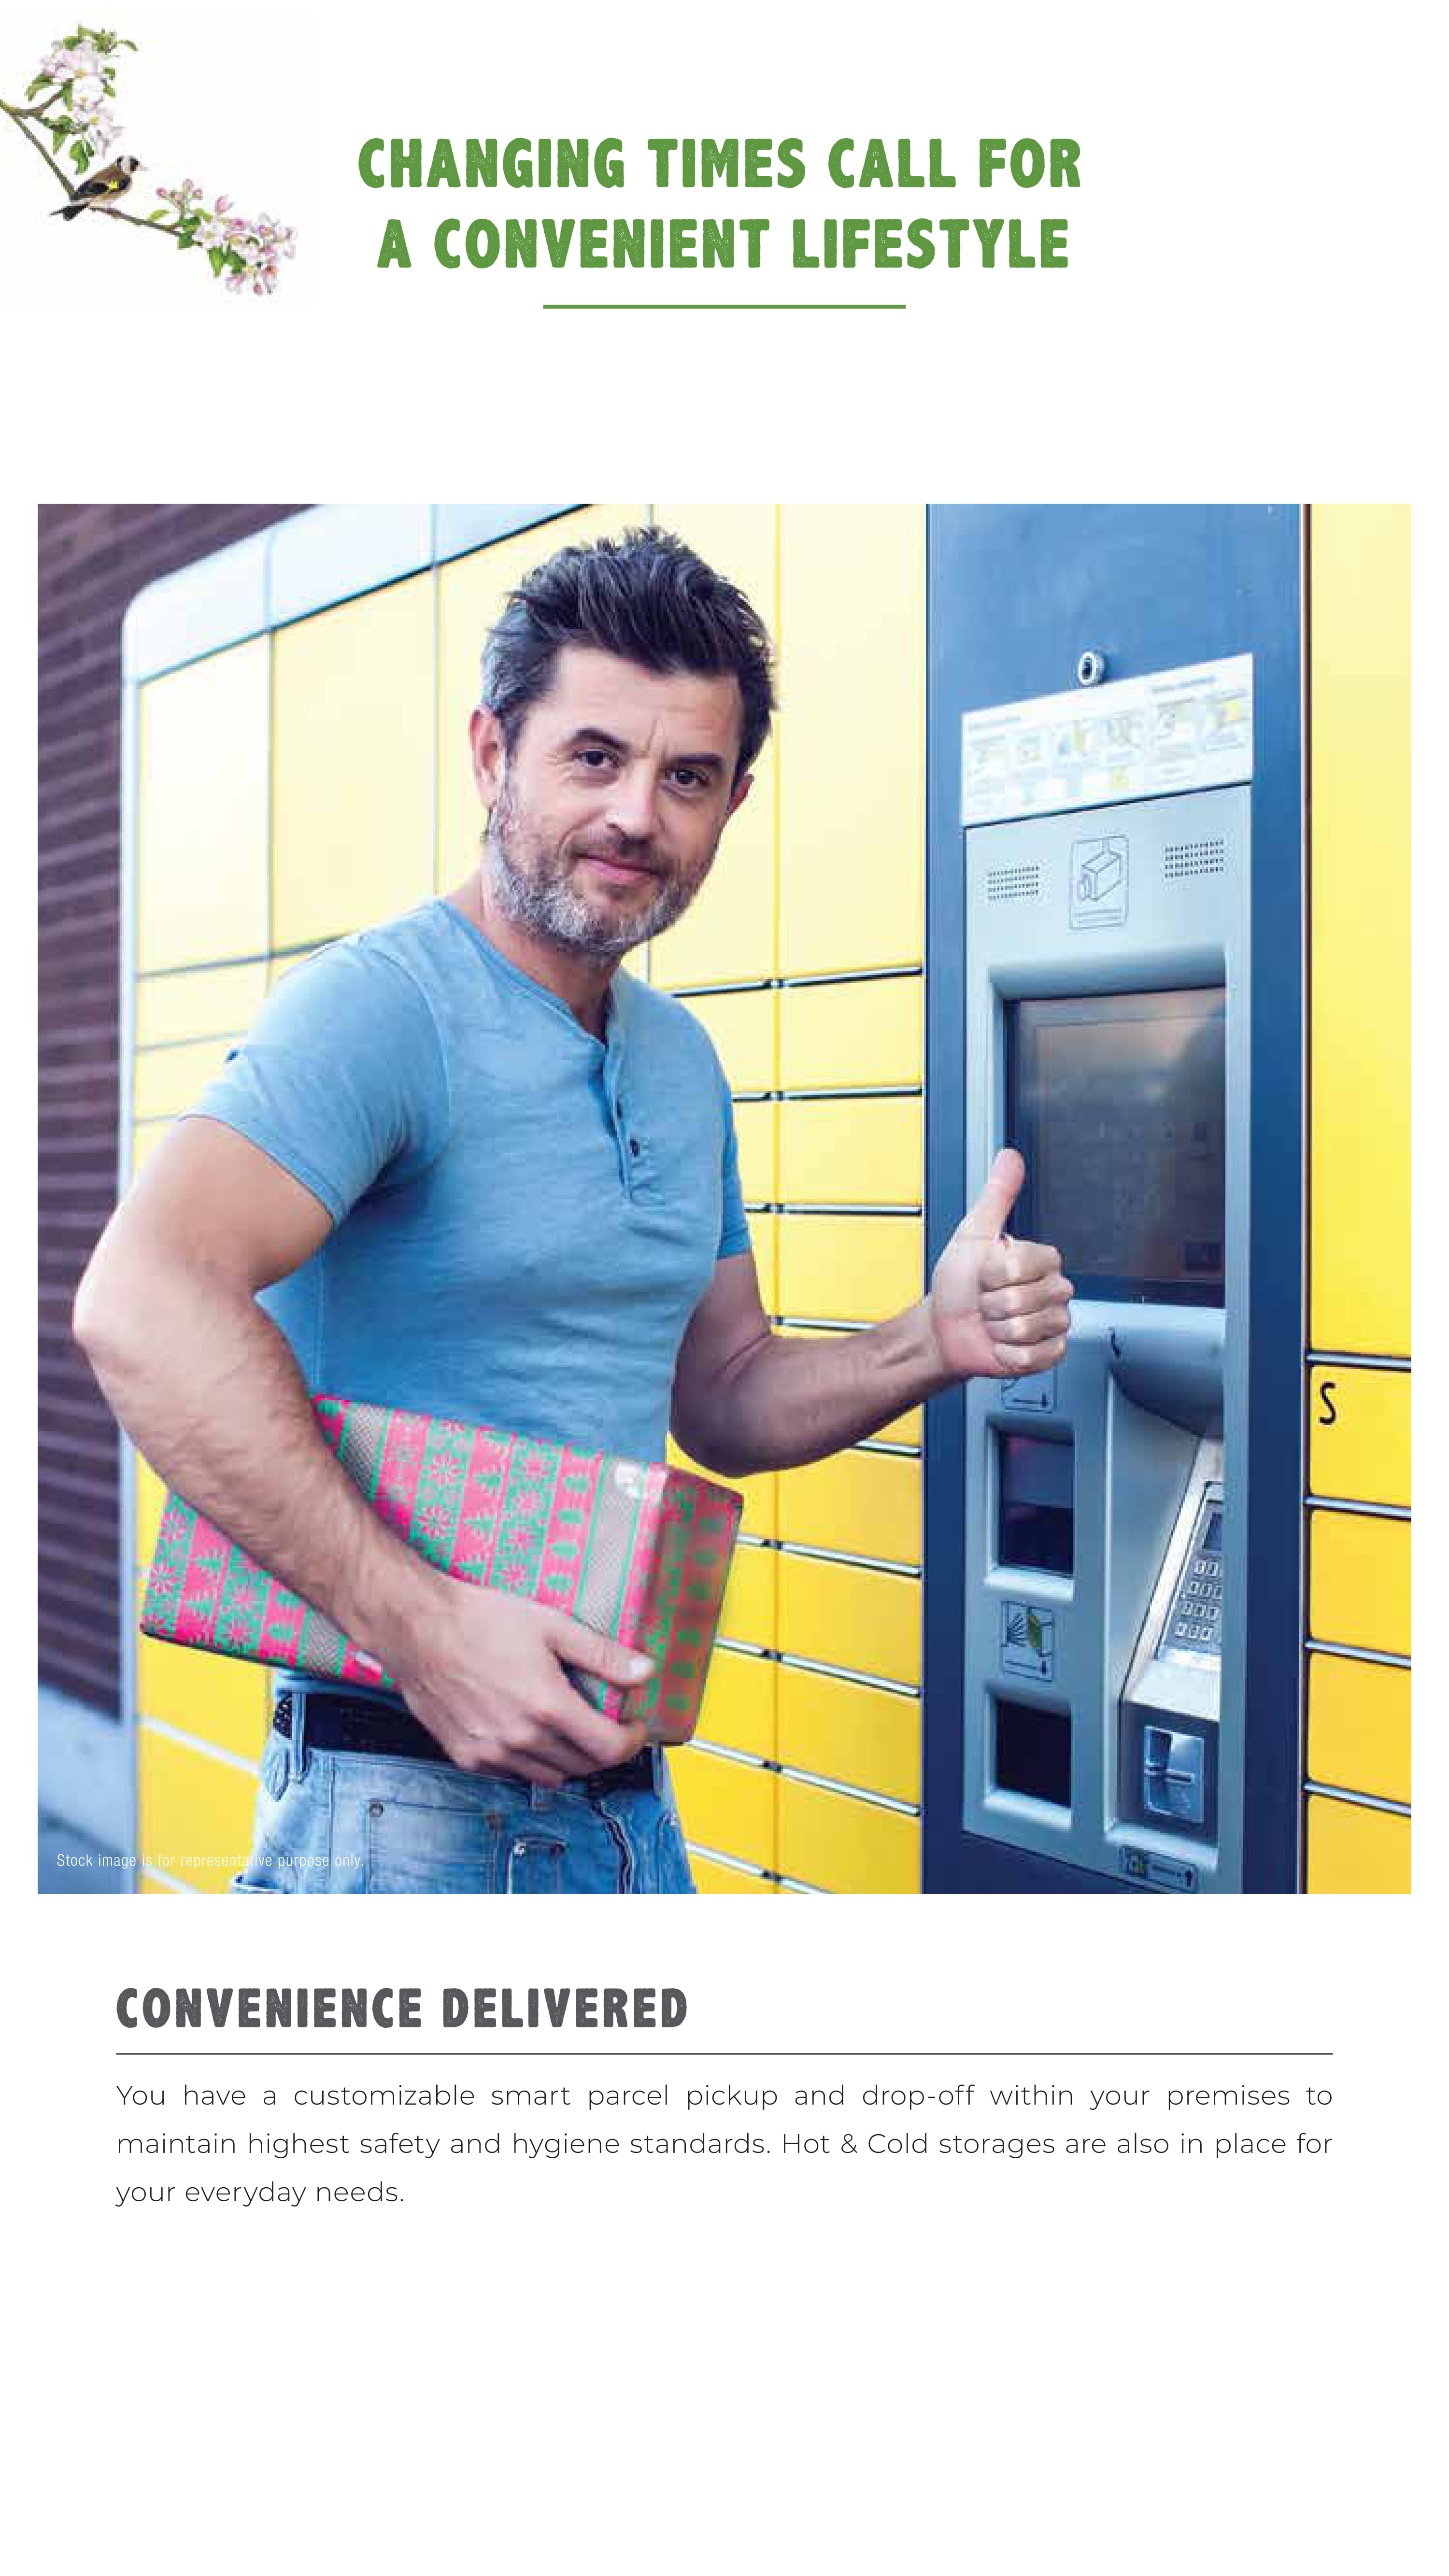 CHANGING TIMES CALL FOR
A CONVENIENT LIFESTYLE
S
Stock image is for representative purpose only.
CONVENIENCE DELIVERED
You have a customizable smart parcel pickup and drop-off within your premises to
maintain highest safety and hygiene standards. Hot & Cold storages are also in place for
your everyday needs.